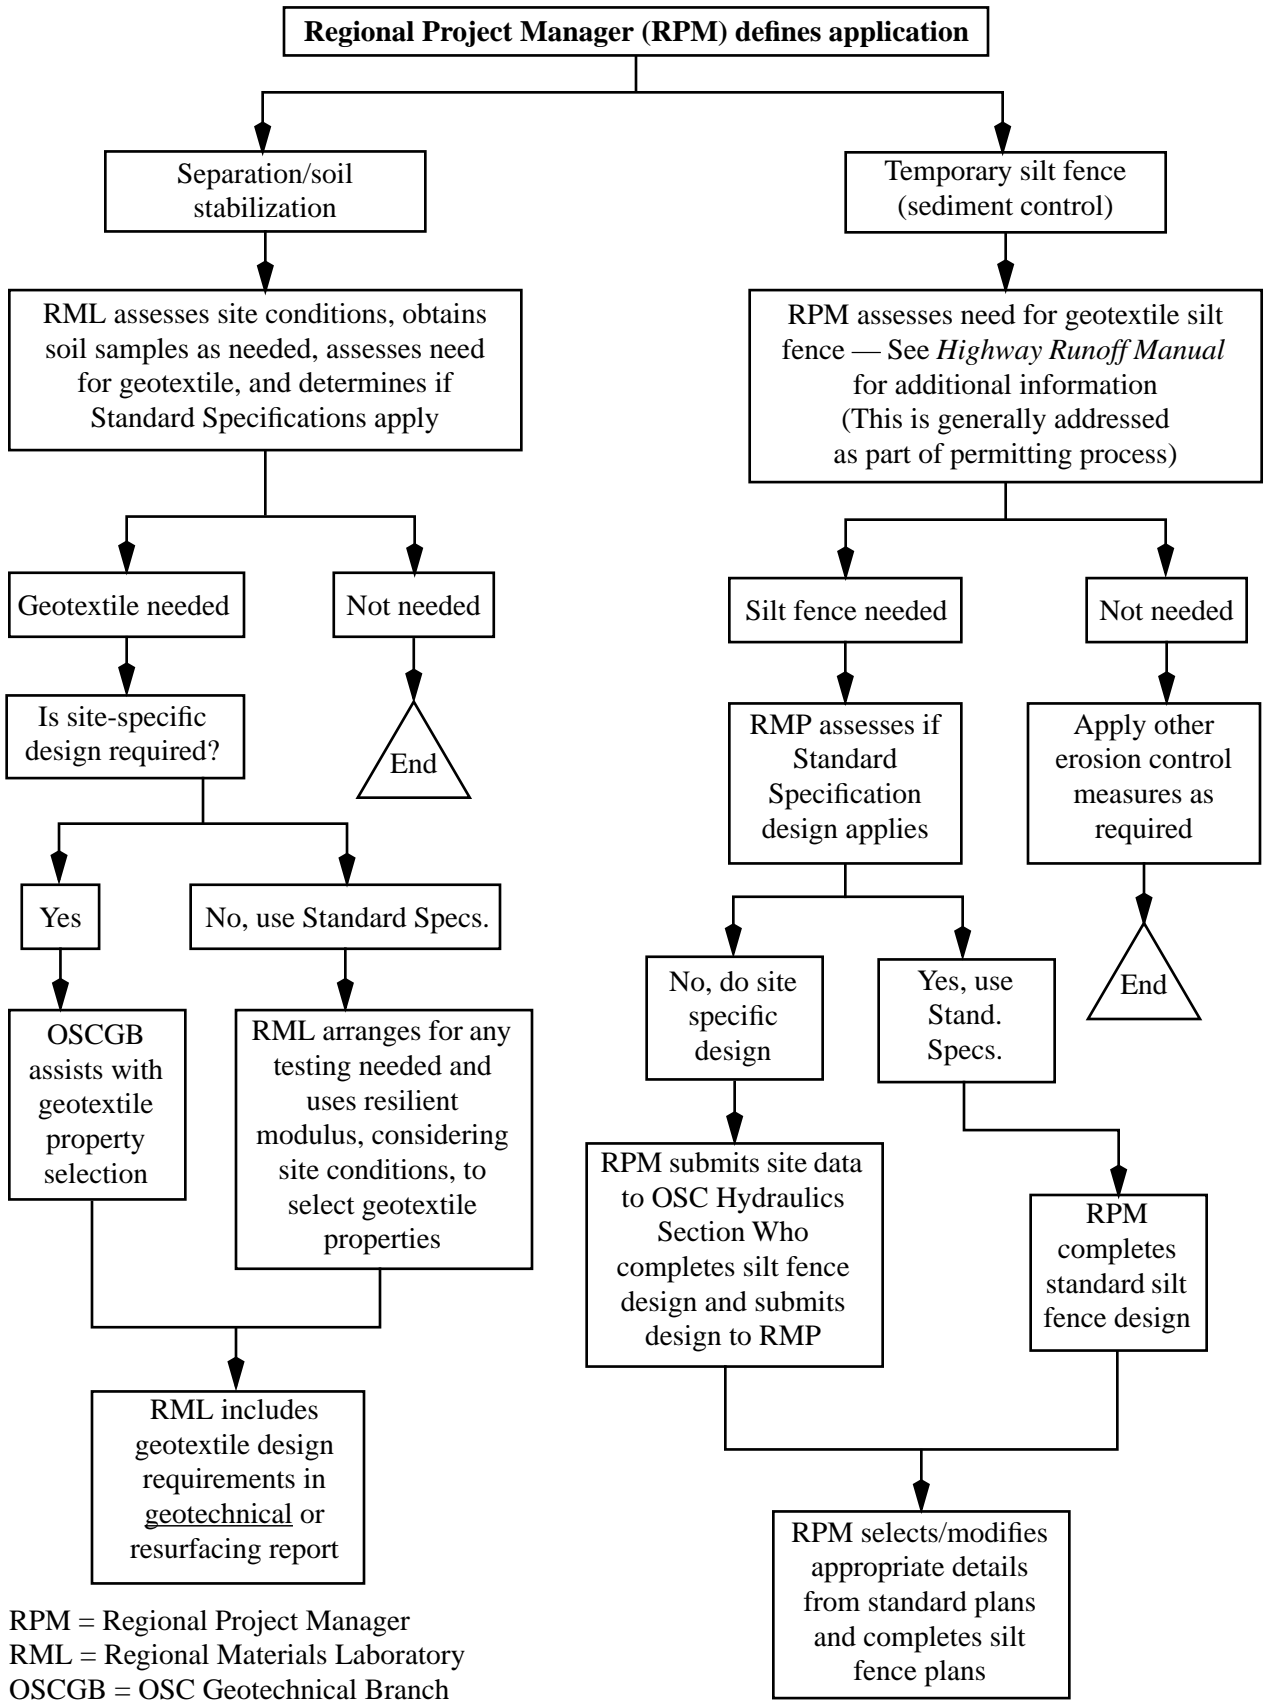 Regional Project Manager (RPM) defines application
Separation/soil
stabilization
Temporary silt fence
(sediment control)
RML assesses site conditions, obtains
soil samples as needed, assesses need
for geotextile, and determines if
Standard Specifications apply
RPM assesses need for geotextile silt
fence — See Highway Runoff Manual
for additional information
(This is generally addressed
as part of permitting process)
Geotextile needed
Not needed
Silt fence needed
Not needed
Is site-specific
design required?
End
RMP assesses if
Standard
Specification
design applies
Apply other
erosion control
measures as
required
Yes
No, use Standard Specs.
No, do site
specific
design
Yes, use
Stand.
Specs.
End
OSCGB
assists with
geotextile
property
selection
RML arranges for any
testing needed and
uses resilient
modulus, considering
site conditions, to
select geotextile
properties
RPM submits site data
to OSC Hydraulics
Section Who
completes silt fence
design and submits
design to RMP
RPM
completes
standard silt
fence design
RML includes
geotextile design
requirements in
geotechnical or
resurfacing report
RPM selects/modifies
appropriate details
from standard plans
and completes silt
fence plans
RPM = Regional Project Manager
RML = Regional Materials Laboratory
OSCGB = OSC Geotechnical Branch